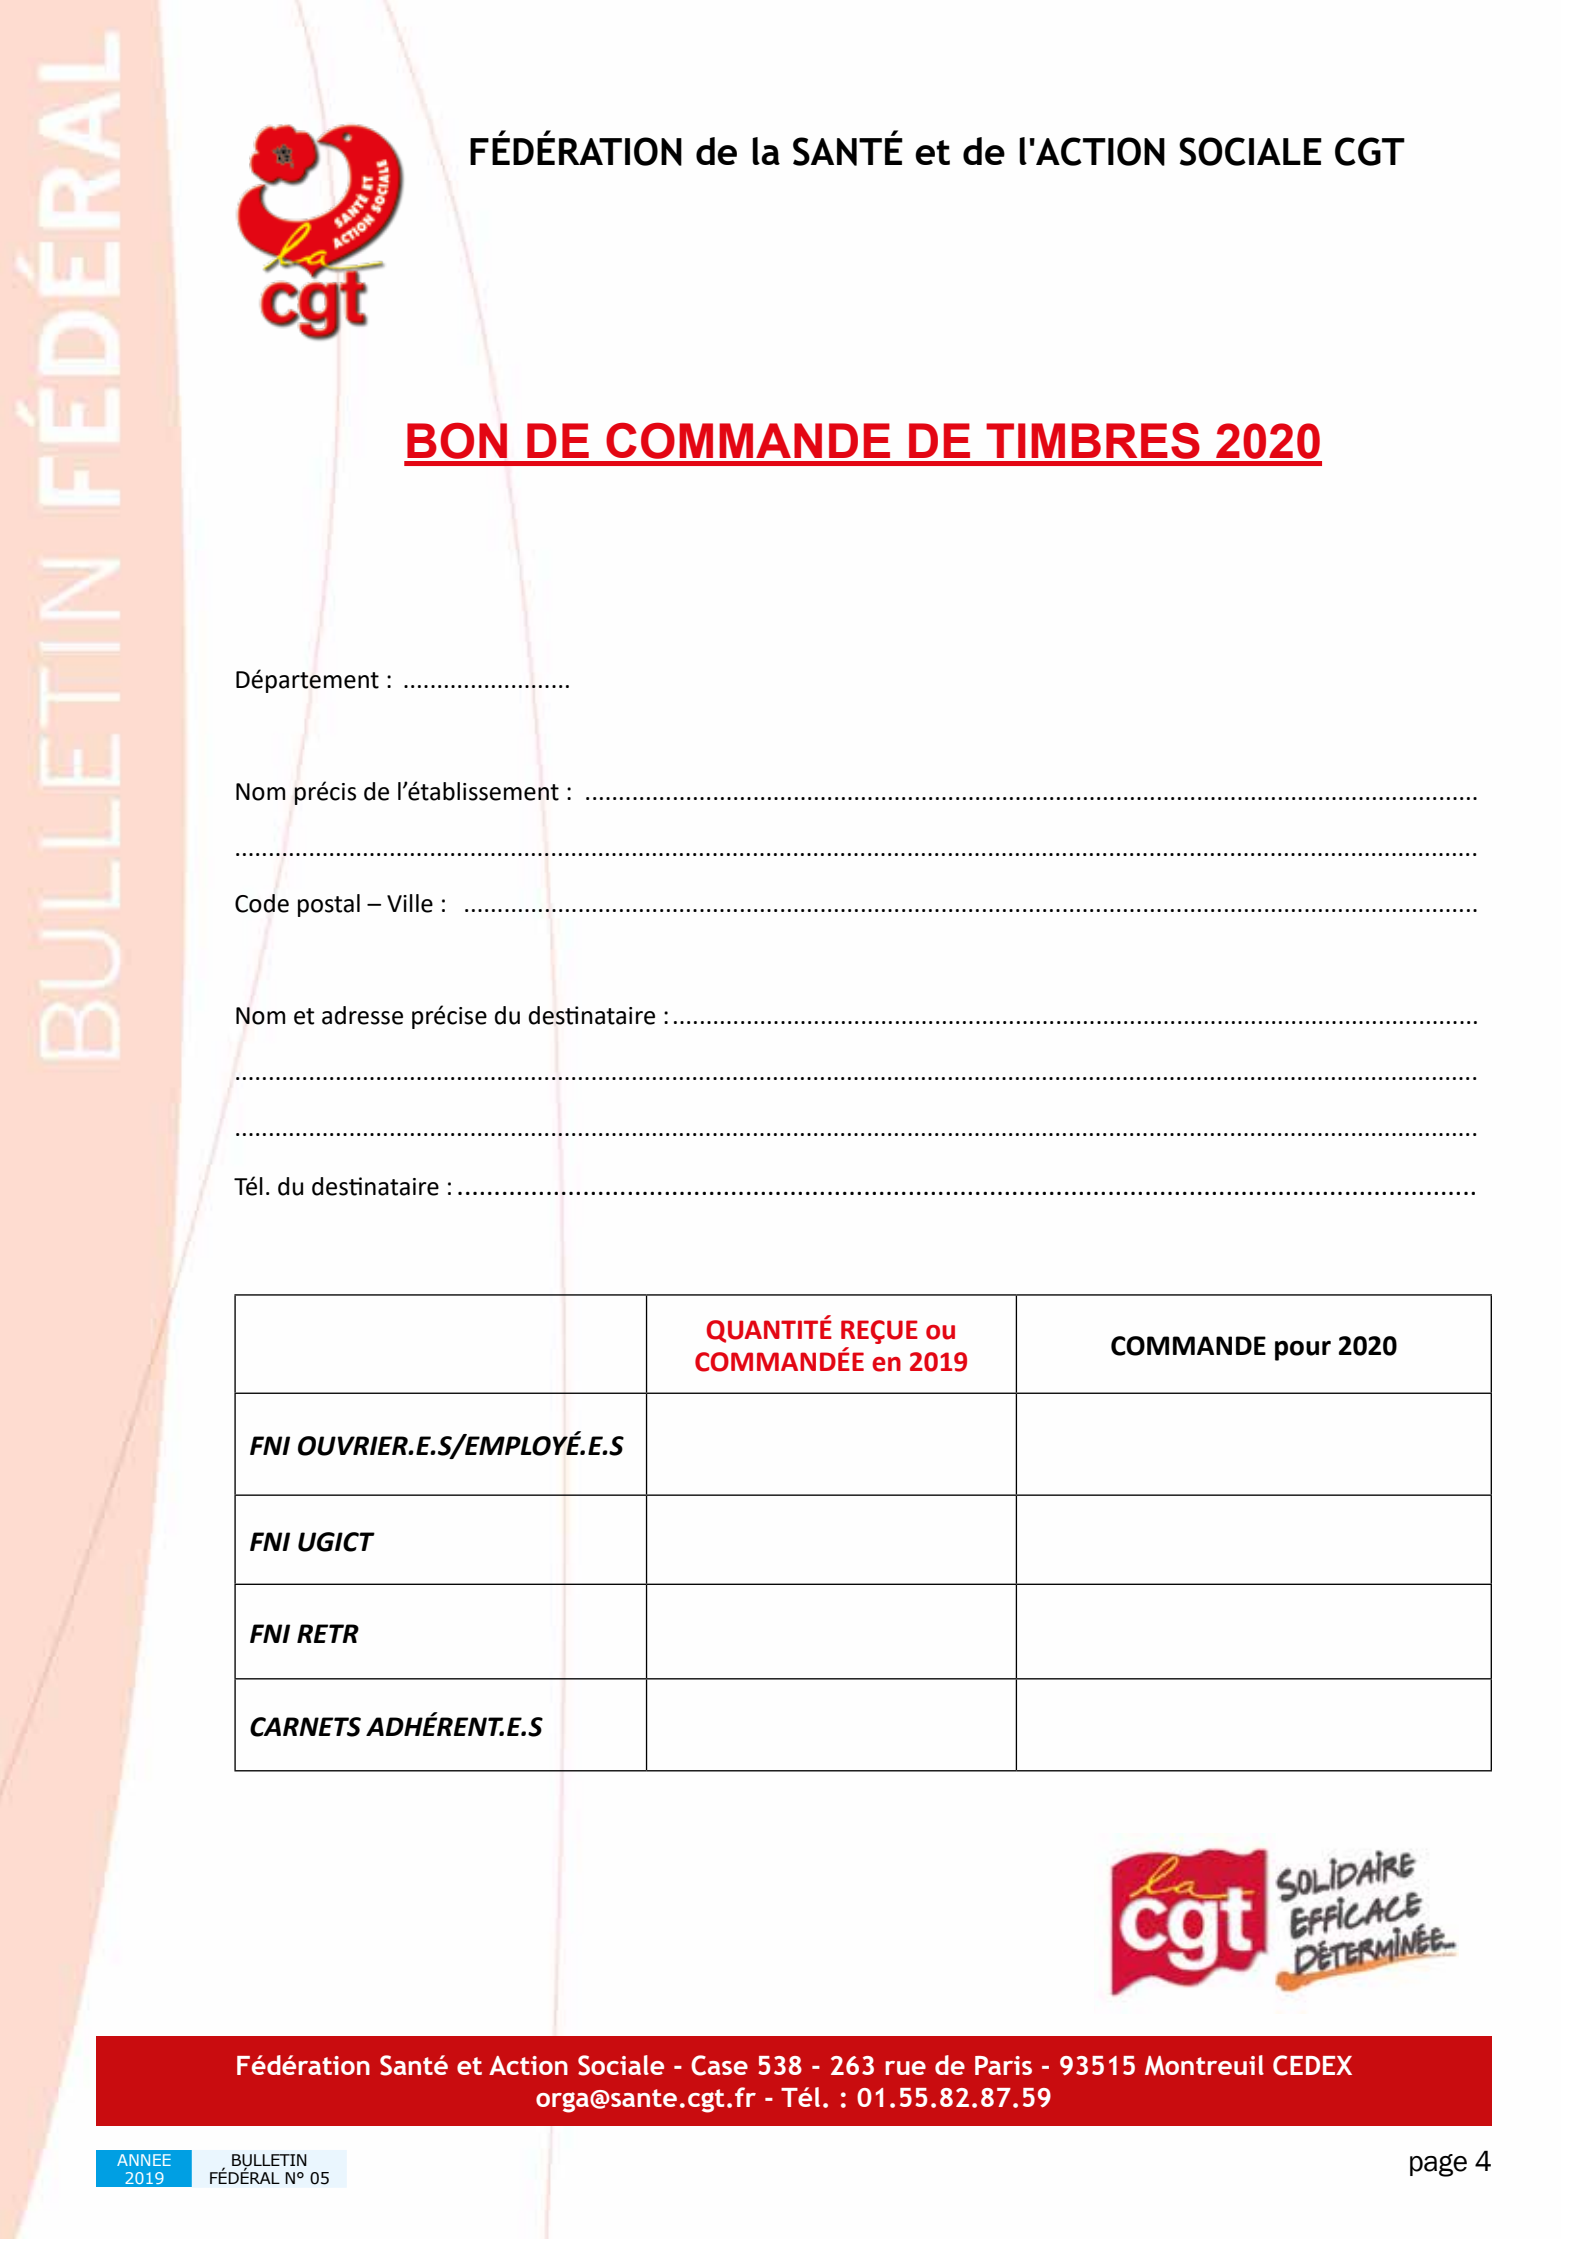 BULLETIN FÉDÉRAL
SANTÉ ET
ACTION SOCIALE
la
cgt
FÉDÉRATION de la SANTÉ et de l'ACTION SOCIALE CGT
BON DE COMMANDE DE TIMBRES 2020
Département : .........................
Nom précis de l’établissement : ....................................................................................................................................
........................................................................................................................................................................................
Code postal – Ville : ......................................................................................................................................................
Nom et adresse précise du destinataire :.......................................................................................................................
........................................................................................................................................................................................
........................................................................................................................................................................................
Tél. du destinataire :.......................................................................................................................................
QUANTITÉ REÇUE ou
COMMANDÉE en 2019
COMMANDE pour 2020
FNI OUVRIER.E.S/EMPLOYÉ.E.S
FNI UGICT
FNI RETR
CARNETS ADHÉRENT.E.S
la
cgt
SOLIDAIRE
EFFICACE
DÉTERMINÉE...
Fédération Santé et Action Sociale - Case 538 - 263 rue de Paris - 93515 Montreuil CEDEX
orga@sante.cgt.fr - Tél. : 01.55.82.87.59
ANNEE
2019
BULLETIN
FÉDÉRAL N° 05
page 4